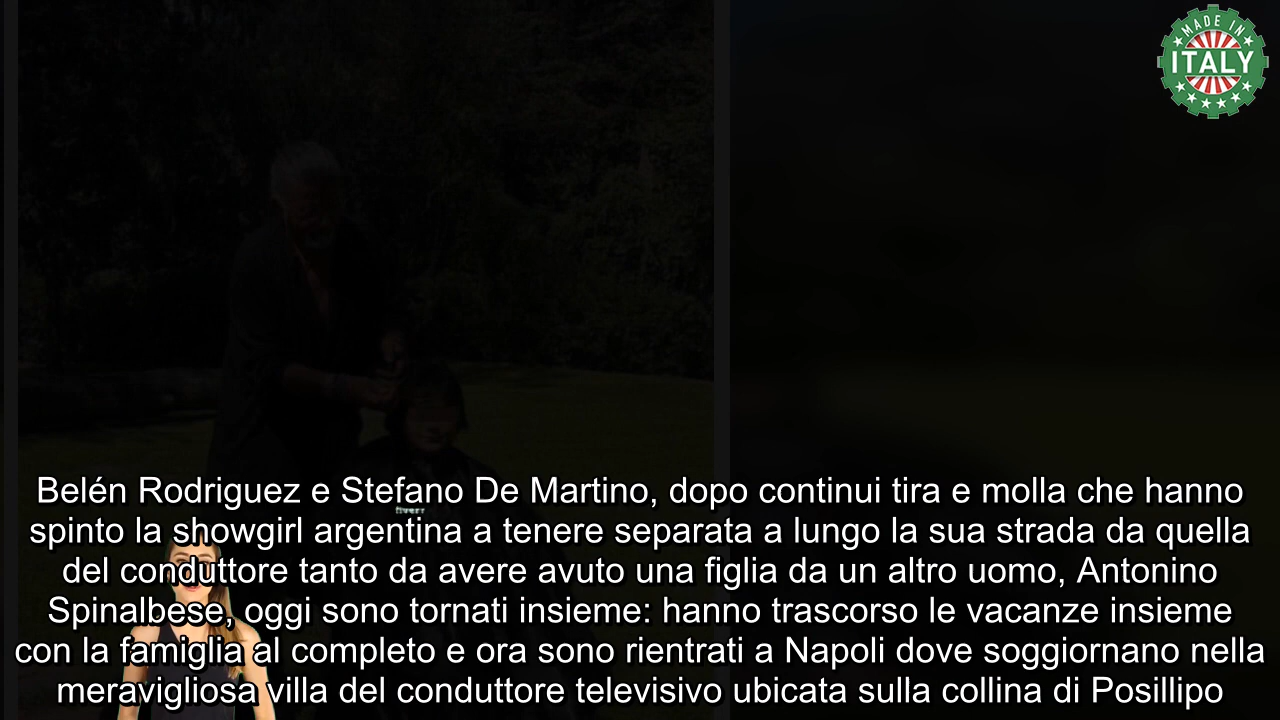 MADE IN
ITALY
Belén Rodriguez e Stefano De Martino, dopo continui tira e molla che hanno
spinto la showgirl argentina a tenere separata a lungo la sua strada da quella
del conduttore tanto da avere avuto una figlia da un altro uomo, Antonino
Spinalbese, oggi sono tornati insieme: hanno trascorso le vacanze insieme
con la famiglia al completo e ora sono rientrati a Napoli dove soggiornano nella
meravigliosa villa del conduttore televisivo ubicata sulla collina di Posillipo